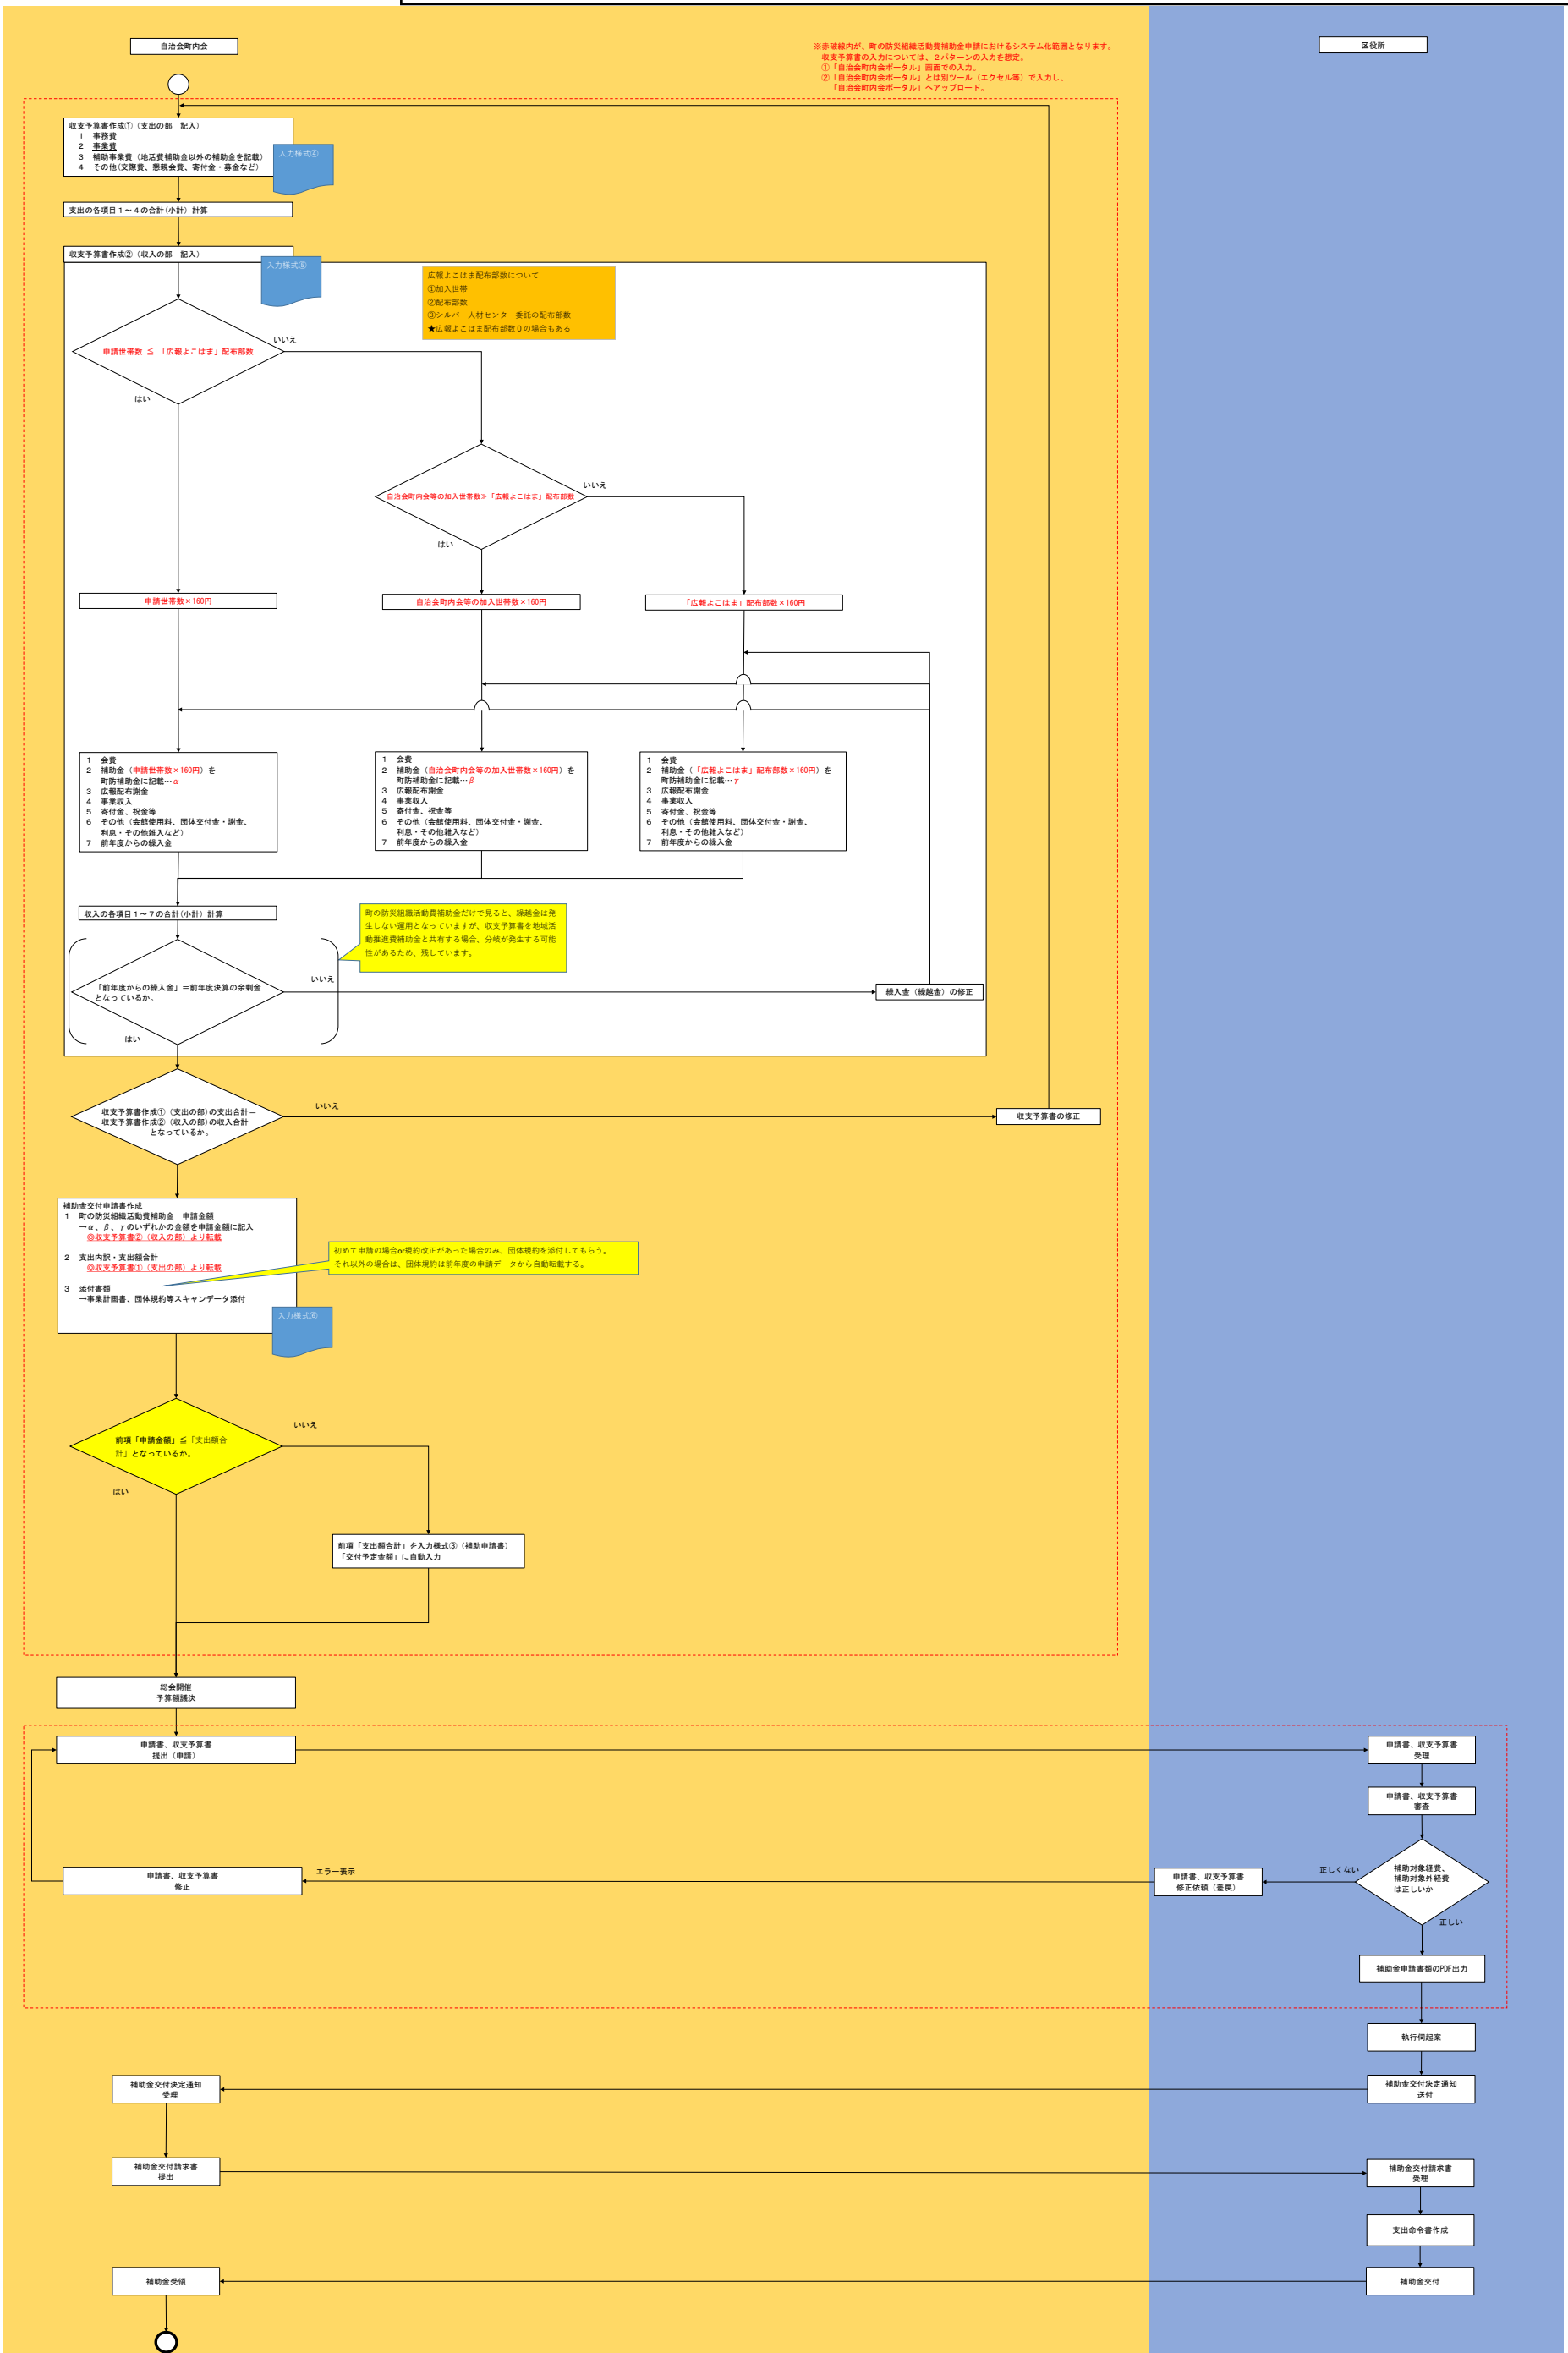 自治会町内会
区役所
※赤破線内が、町の防災組織活動費補助金申請におけるシステム化範囲となります。
収支予算書の入力については、２パターンの入力を想定。
①「自治会町内会ポータル」画面での入力。
②「自治会町内会ポータル」とは別ツール（エクセル等）で入力し、
「自治会町内会ポータル」へアップロード。
収支予算書作成①（支出の部　記入）
1　事務費
2　事業費
3　補助事業費（地活費補助金以外の補助金を記載）
4　その他(交際費、懇親会費、寄付金・募金など）
入力様式④
支出の各項目１～４の合計(小計）計算
収支予算書作成②（収入の部　記入）
入力様式⑤
広報よこはま配布部数について
①加入世帯
②配布部数
③シルバー人材センター委託の配布部数
★広報よこはま配布部数０の場合もある
申請世帯数 ≦ 「広報よこはま」配布部数
いいえ
はい
自治会町内会等の加入世帯数≧「広報よこはま」配布部数
いいえ
はい
申請世帯数×160円
自治会町内会等の加入世帯数×160円
「広報よこはま」配布部数×160円
1　会費
2　補助金（申請世帯数×160円）を
町防補助金に記載…α
3　広報配布謝金
4　事業収入
5　寄付金、祝金等
6　その他（会館使用料、団体交付金・謝金、
利息・その他雑入など）
7　前年度からの繰入金
1　会費
2　補助金（自治会町内会等の加入世帯数×160円）を
町防補助金に記載…β
3　広報配布謝金
4　事業収入
5　寄付金、祝金等
6　その他（会館使用料、団体交付金・謝金、
利息・その他雑入など）
7　前年度からの繰入金
1　会費
2　補助金（「広報よこはま」配布部数×160円）を
町防補助金に記載…γ
3　広報配布謝金
4　事業収入
5　寄付金、祝金等
6　その他（会館使用料、団体交付金・謝金、
利息・その他雑入など）
7　前年度からの繰入金
収入の各項目１～７の合計(小計）計算
町の防災組織活動費補助金だけで見ると、繰越金は発
生しない運用となっていますが、収支予算書を地域活
動推進費補助金と共有する場合、分岐が発生する可能
性があるため、残しています。
「前年度からの繰入金」＝前年度決算の余剰金
となっているか。
いいえ
はい
繰入金（繰越金）の修正
収支予算書作成①（支出の部)の支出合計＝
収支予算書作成②（収入の部)の収入合計
となっているか。
いいえ
収支予算書の修正
補助金交付申請書作成
1　町の防災組織活動費補助金　申請金額
→α、β、γのいずれかの金額を申請金額に記入
◎収支予算書②（収入の部）より転載
2　支出内訳・支出額合計
◎収支予算書①（支出の部）より転載
3　添付書類
→事業計画書、団体規約等スキャンデータ添付
初めて申請の場合or規約改正があった場合のみ、団体規約を添付してもらう。
それ以外の場合は、団体規約は前年度の申請データから自動転載する。
入力様式⑥
前項「申請金額」≦「支出額合
計」となっているか。
いいえ
はい
前項「支出額合計」を入力様式③（補助申請書）
「交付予定金額」に自動入力
総会開催
予算額議決
申請書、収支予算書
提出（申請）
申請書、収支予算書
受理
申請書、収支予算書
審査
補助対象経費、
補助対象外経費
は正しいか
正しくない
正しい
申請書、収支予算書
修正依頼（差戻）
エラー表示
申請書、収支予算書
修正
補助金申請書類のPDF出力
執行伺起案
補助金交付決定通知
送付
補助金交付決定通知
受理
補助金交付請求書
提出
補助金交付請求書
受理
支出命令書作成
補助金交付
補助金受領